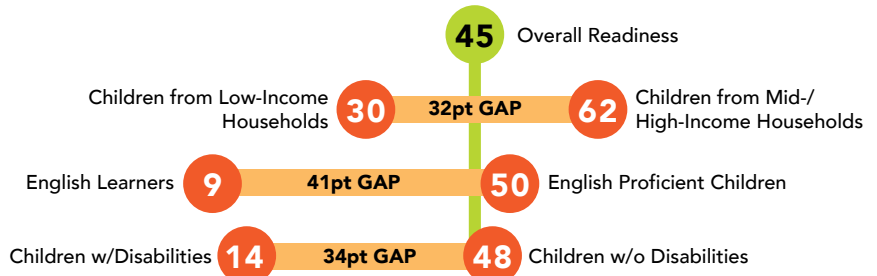 45 Overall Readiness
Children from Low-Income
Households
30
32pt GAP
62
Children from Mid-/
High-Income Households
English Learners 9 41pt GAP 50 English Proficient Children
Children w/Disabilities 14 34pt GAP 48 Children w/o Disabilities